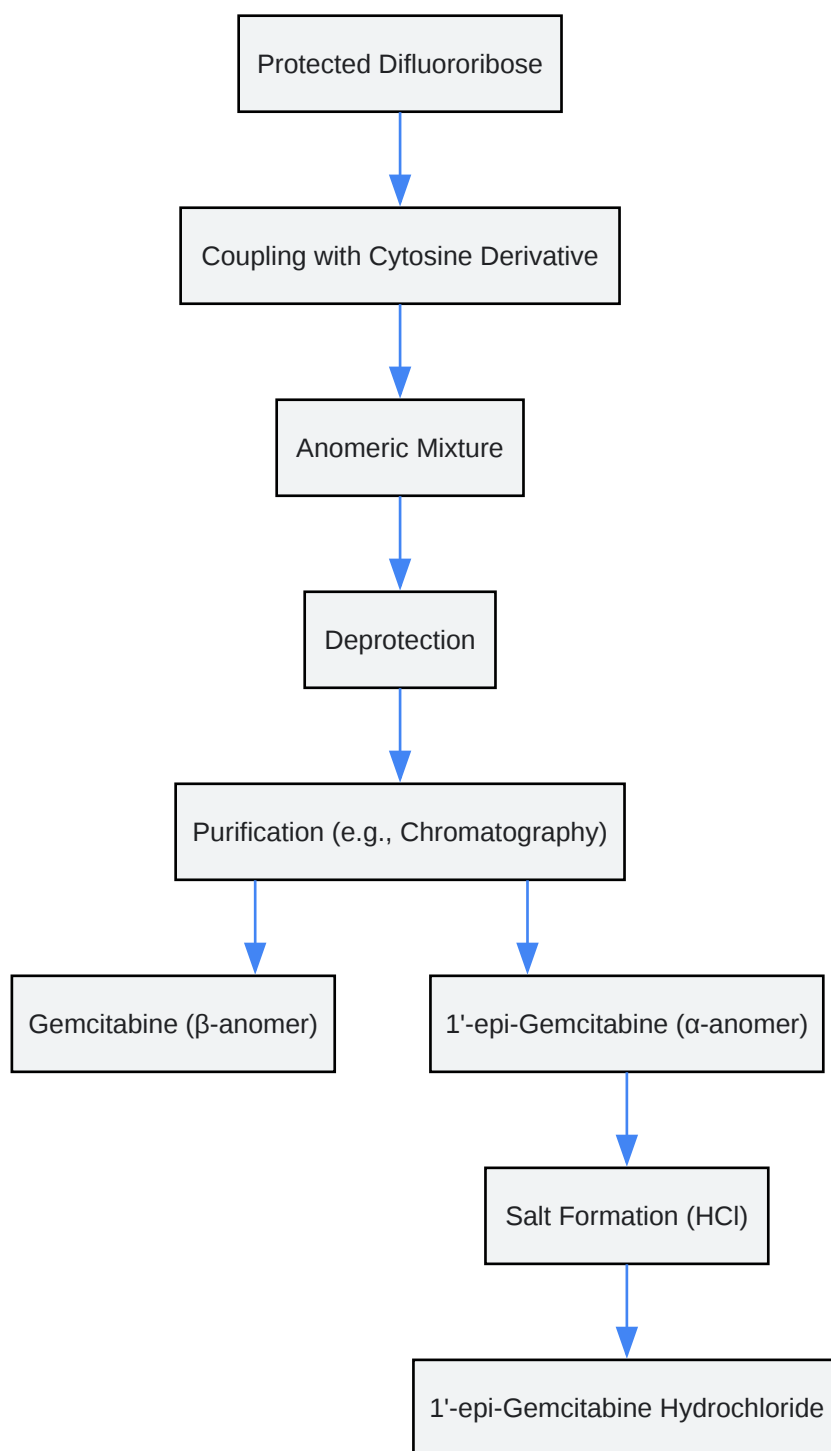 Protected Difluororibose
Coupling with Cytosine Derivative
Anomeric Mixture
Deprotection
Purification (e.g., Chromatography)
Gemcitabine (β-anomer)
1'-epi-Gemcitabine (α-anomer)
Salt Formation (HCl)
1'-epi-Gemcitabine Hydrochloride